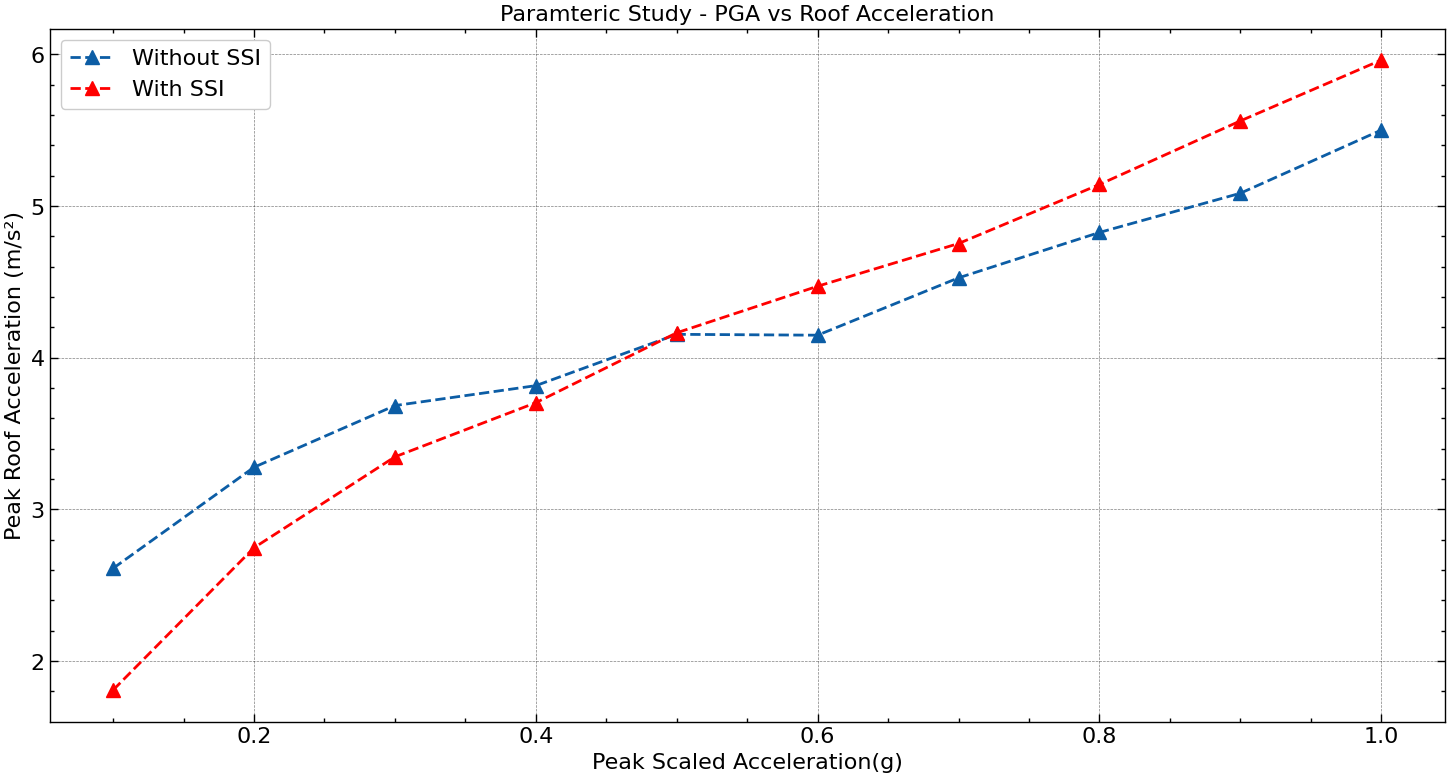 Paramteric Study - PGA vs Roof Acceleration
Without SSI
With SSI
Peak Roof Acceleration (m/s²)
6
5
4
3
2
0.2 0.4 0.6 0.8 1.0
Peak Scaled Acceleration(g)